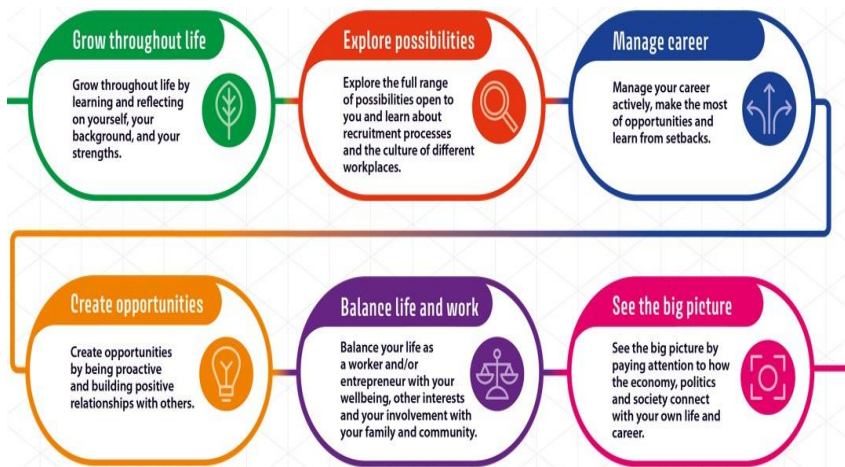 Grow throughout life
Grow throughout life by
learning and reflecting
on yourself, your
background, and your
strengths.
Explore possibilities
Explore the full range
of possibilities open to
you and learn about
recruitment processes
and the culture of different
workplaces.
Manage career
Manage your career
actively, make the most
of opportunities and
learn from setbacks.
Create opportunities
Create opportunities
by being proactive
and building positive
relationships with others.
Balance life and work
Balance your life as
a worker and/or
entrepreneur with your
wellbeing, other interests
and your involvement with
your family and community.
See the big picture
See the big picture by
paying attention to how
the economy, politics
and society connect
with your own life and
career.